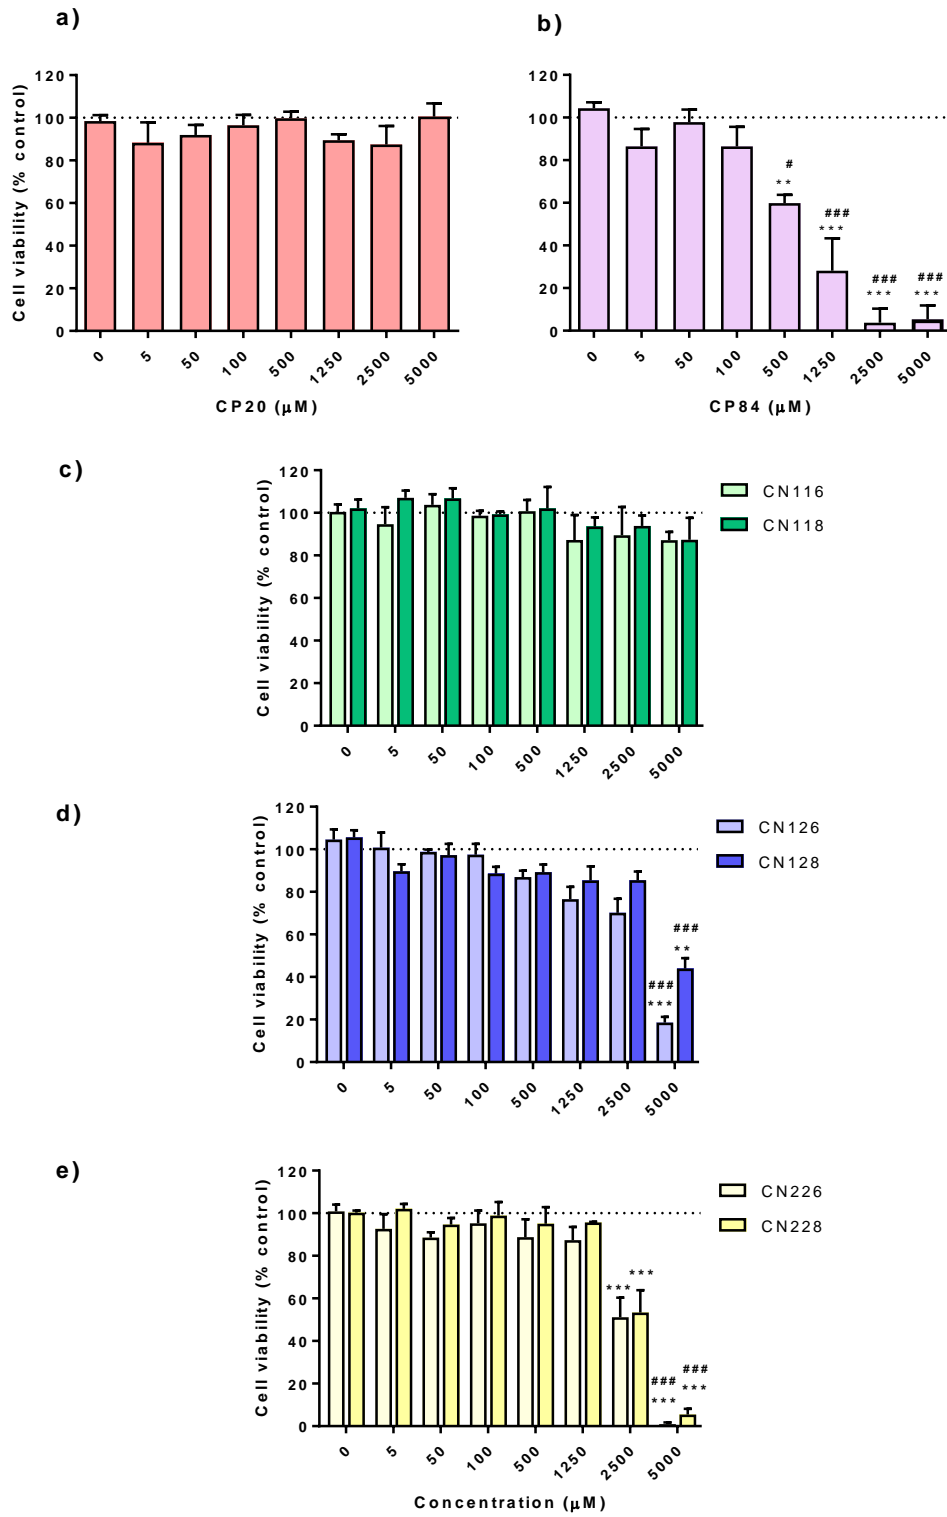 a)
Cell viability (% control)
120
100
80
60
40
20
0
0 5 50 100 500 1250 2500 5000
CP20 (μM)
b)
120
100
80
60
40
20
0
#
**
###
***
###
***
###
***
0 5 50 100 500 1250 2500 5000
CP84 (μM)
c)
Cell viability (% control)
120
100
80
60
40
20
0
0 5 50 100 500 1250 2500 5000
CN116
CN118
d)
Cell viability (% control)
120
100
80
60
40
20
0
###
***
###
**
0 5 50 100 500 1250 2500 5000
CN126
CN128
e)
Cell viability (% control)
120
100
80
60
40
20
0
***
***
###
***
###
***
0 5 50 100 500 1250 2500 5000
Concentration (μM)
CN226
CN228